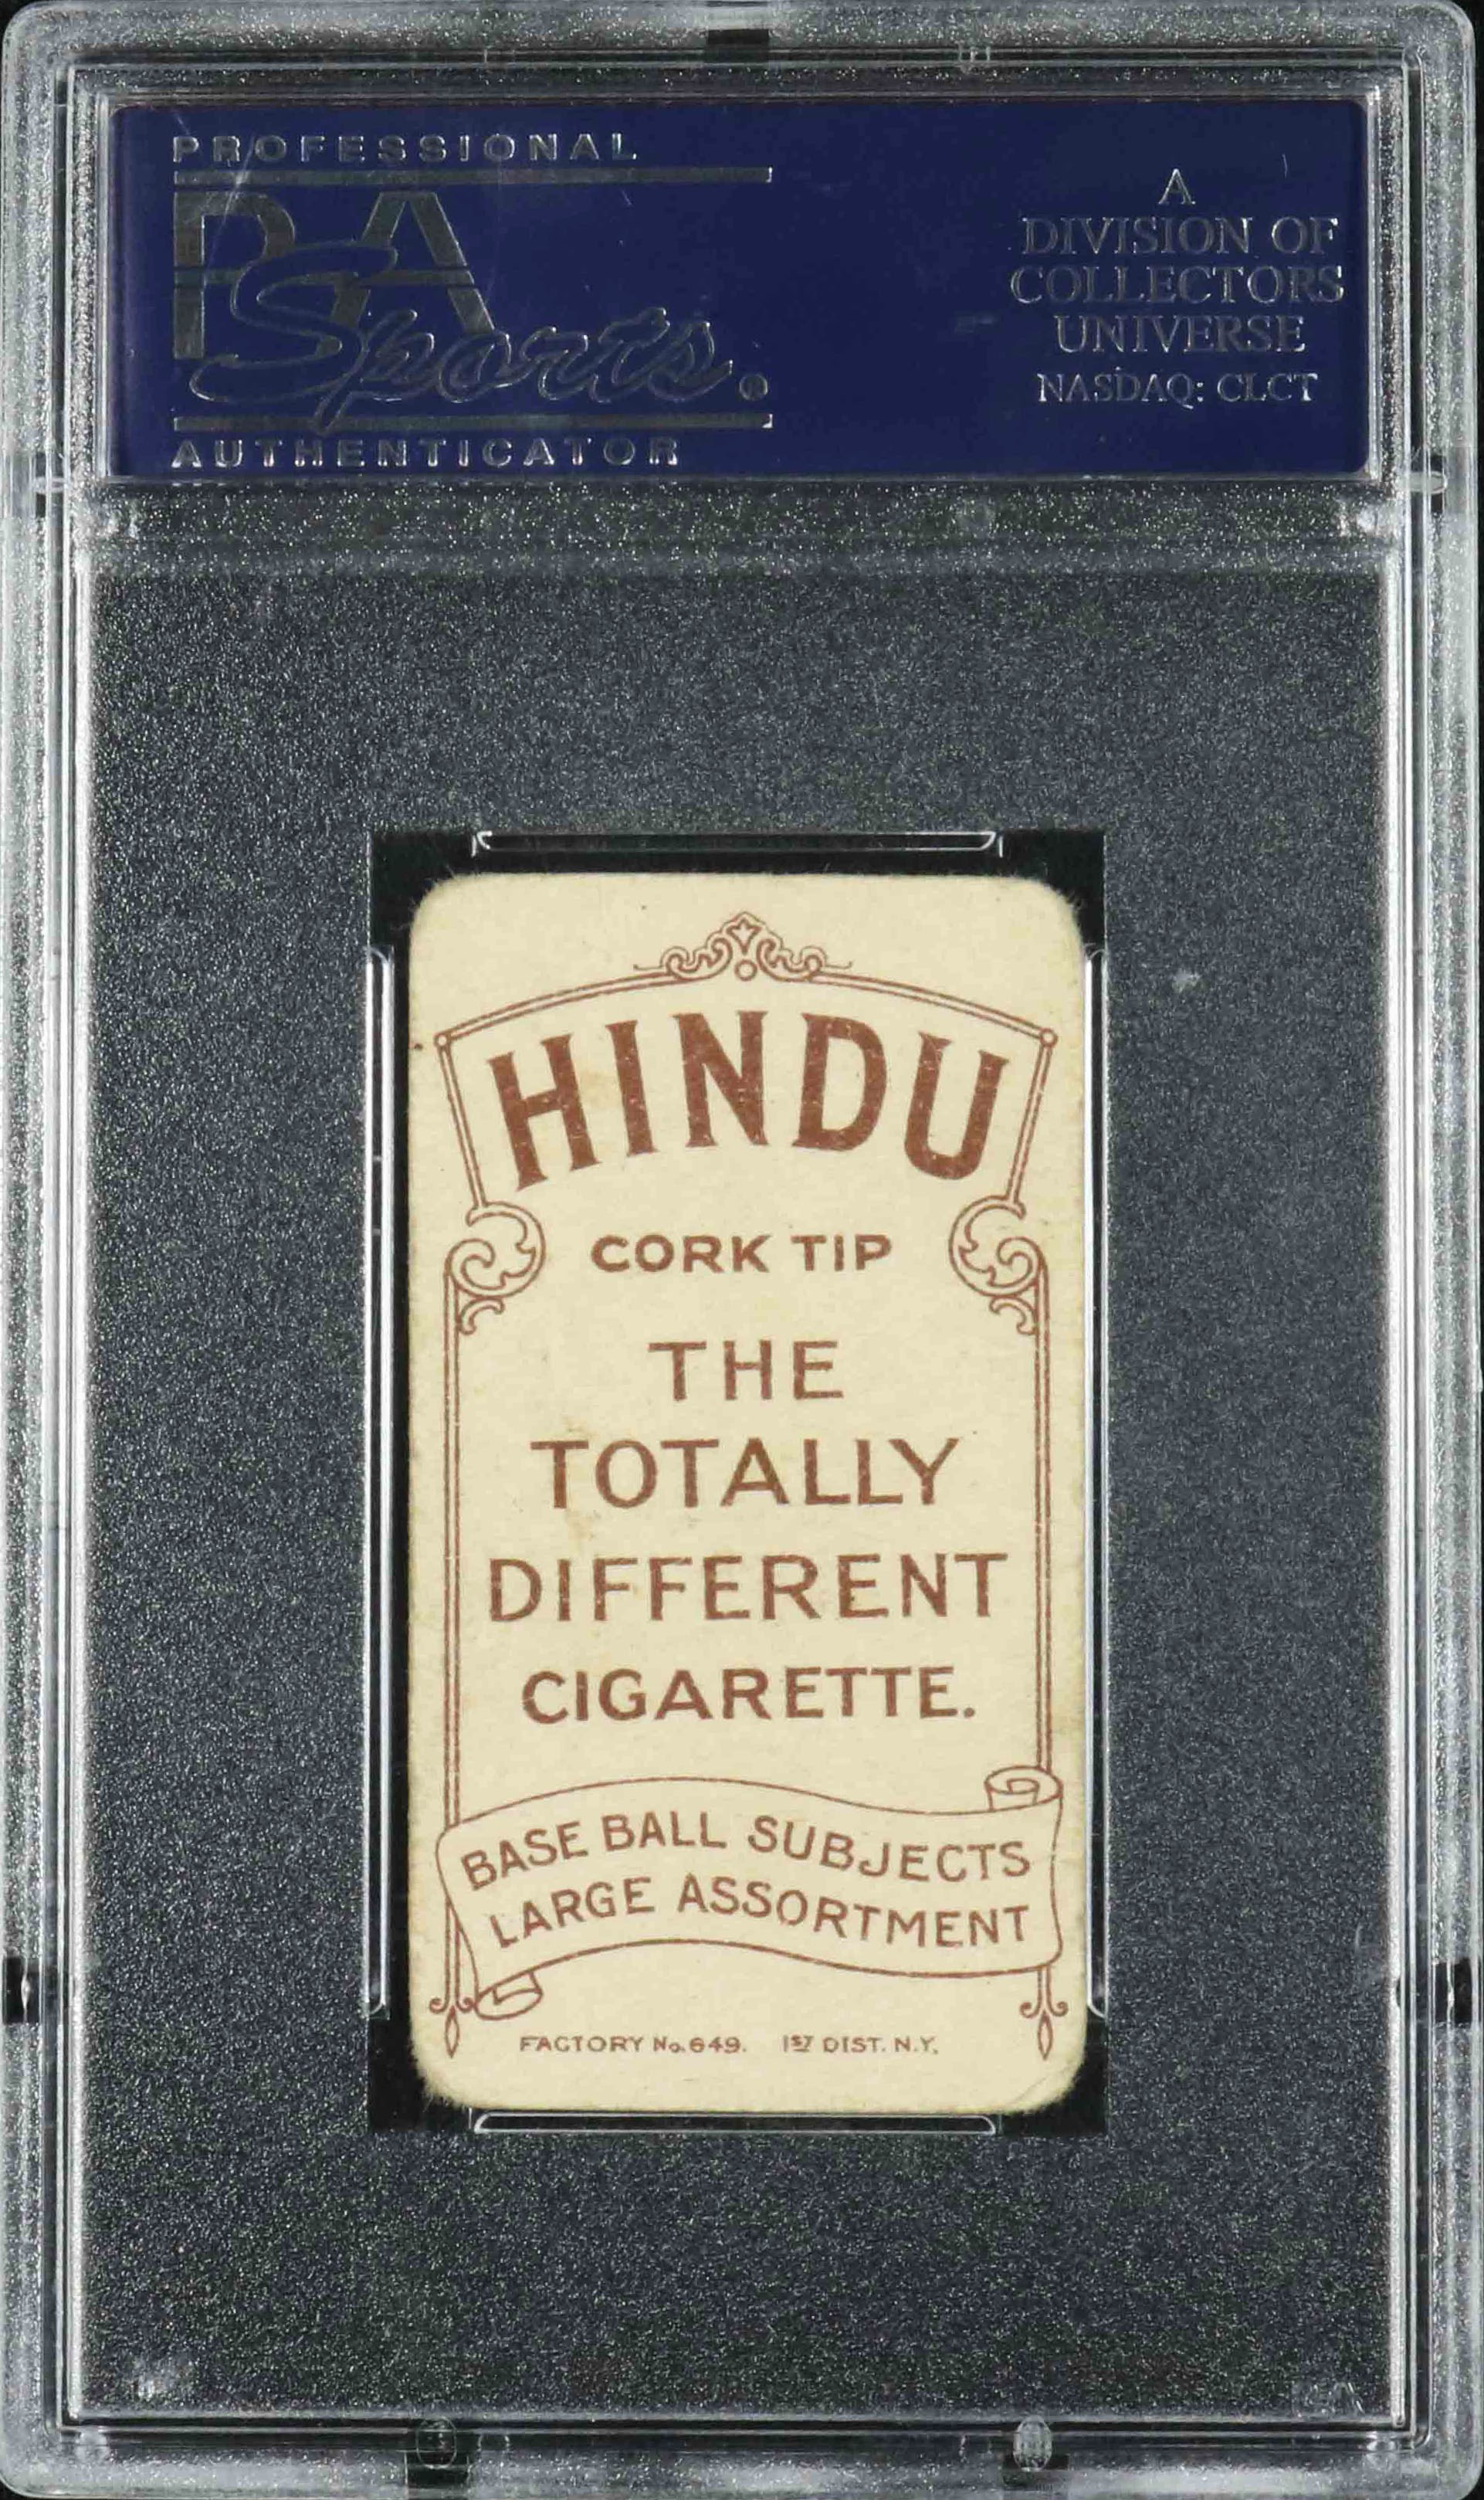 PROFESSIONAL
PSA
Sports®
AUTHENTICATOR
A
DIVISION OF
COLLECTORS
UNIVERSE
NASDAQ: CLCT
HINDU
CORK TIP
THE
TOTALLY
DIFFERENT
CIGARETTE.
BASE BALL SUBJECTS
LARGE ASSORTMENT
FACTORY No. 649. 1ST DIST. N.Y.